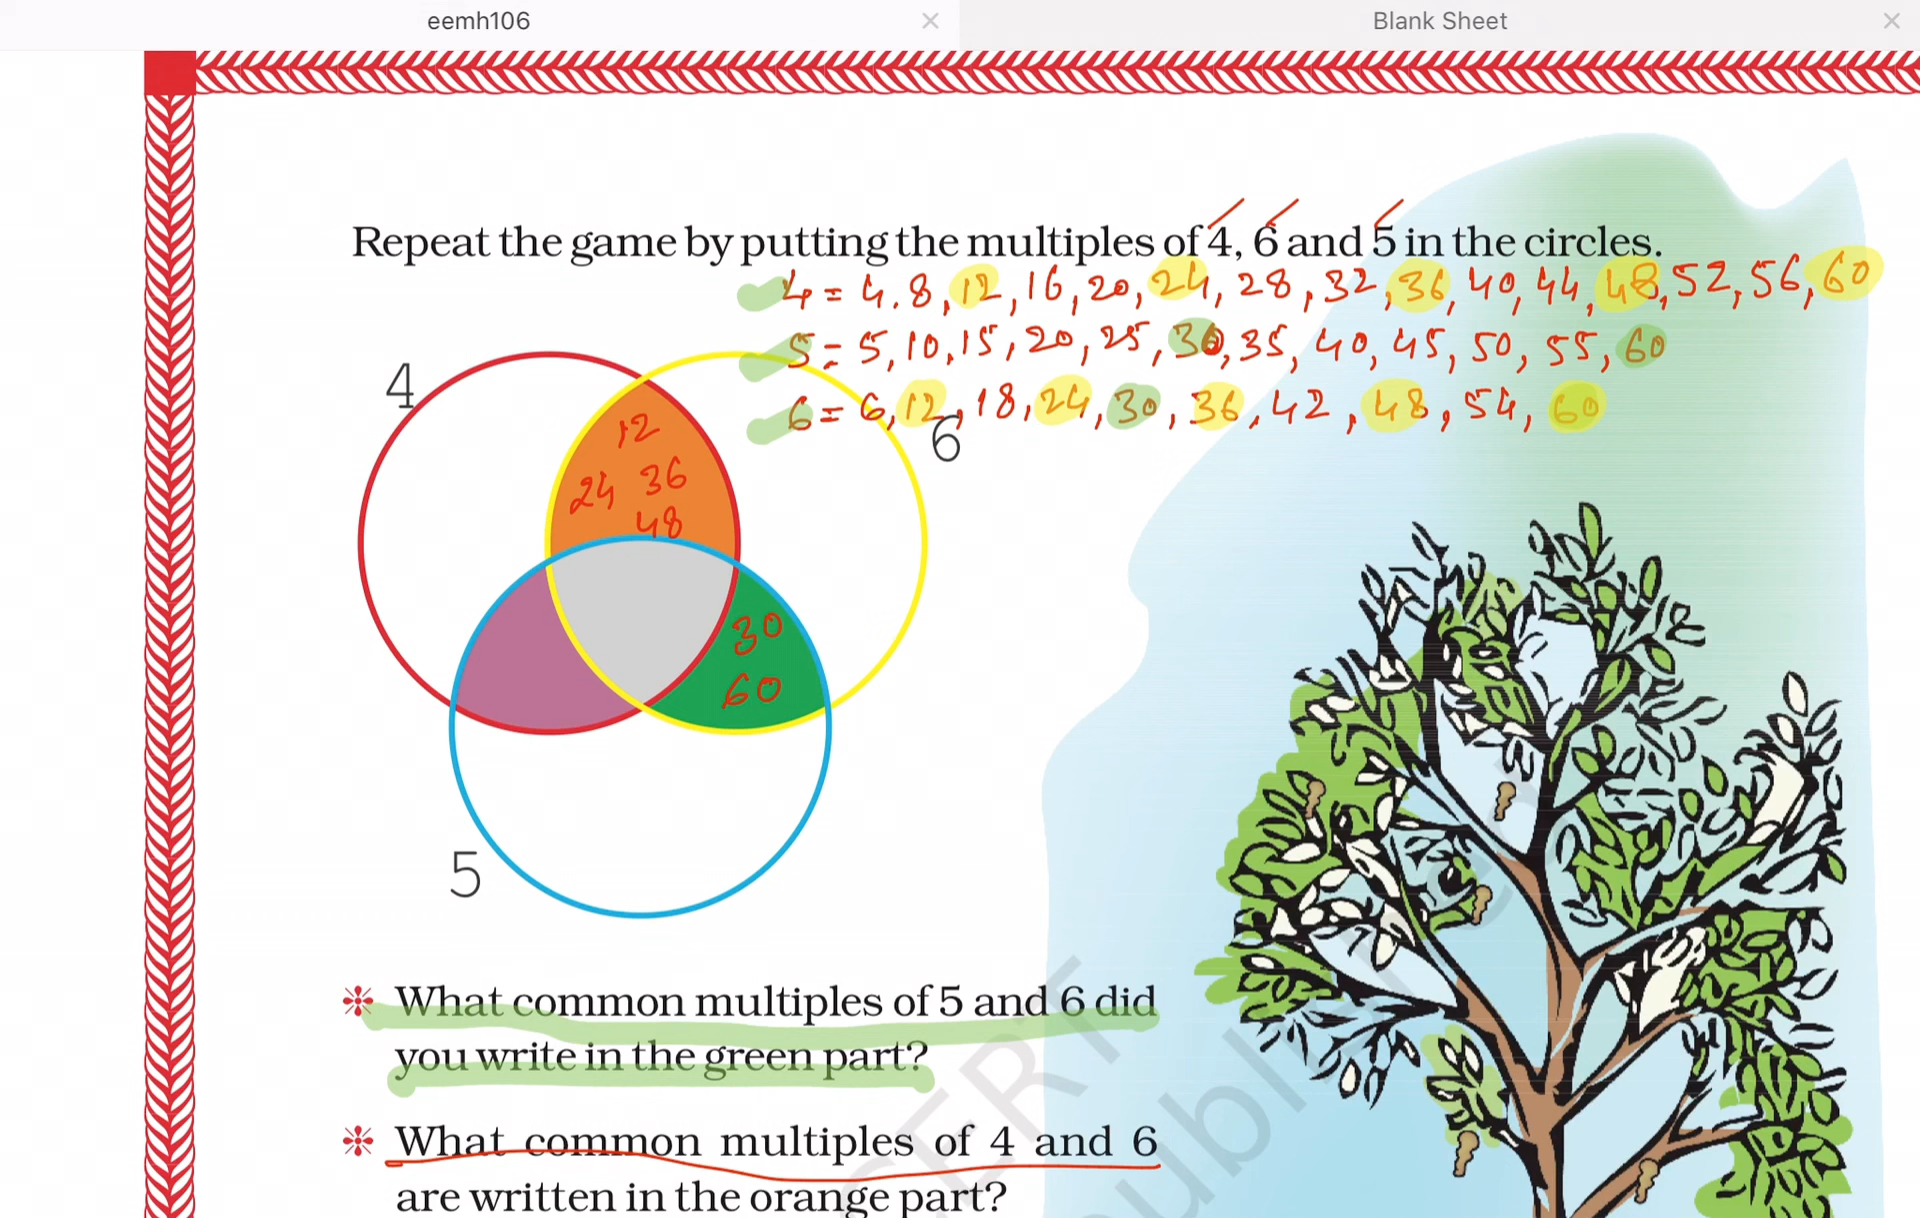 eemh106
Blank Sheet
Repeat the game by putting the multiples of 4, 6 and 5 in the circles.
4 = 4.8, 12, 16, 20, 24, 28, 32, 36, 40, 44, 48, 52, 56, 60
5 = 5, 10, 15, 20, 25, 30, 35, 40, 45, 50, 55, 60
6 = 6, 12, 18, 24, 30, 36, 42, 48, 54, 60
4
6
12
24 36
48
30
60
5
What common multiples of 5 and 6 did
you write in the green part?
What common multiples of 4 and 6
are written in the orange part?